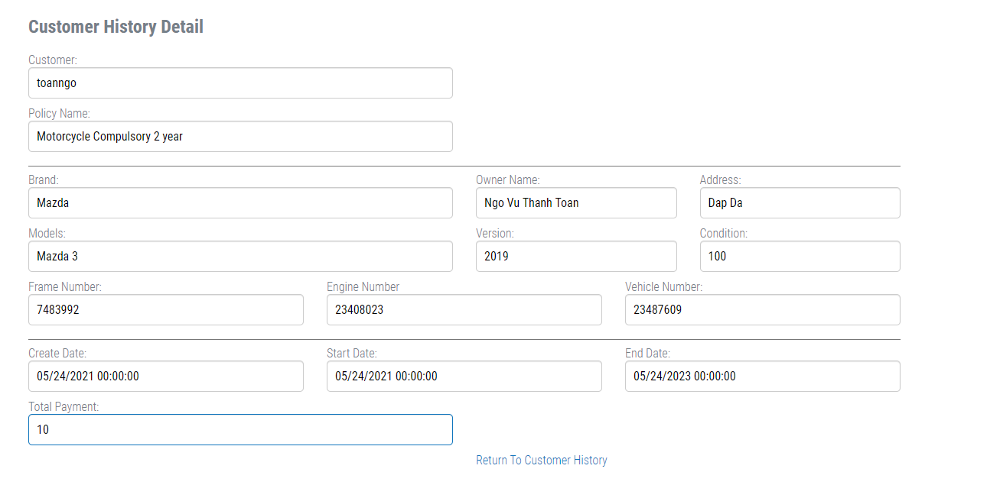 Customer History Detail
Customer:
toanngo
Policy Name:
Motorcycle Compulsory 2 year
Brand: Owner Name: Address:
Mazda Ngo Vu Thanh Toan Dap Da
Models: Version: Condition:
Mazda 3 2019 100
Frame Number: Engine Number Vehicle Number:
7483992 23408023 23487609
Create Date: Start Date: End Date:
05/24/2021 00:00:00 05/24/2021 00:00:00 05/24/2023 00:00:00
Total Payment:
10
Return To Customer History